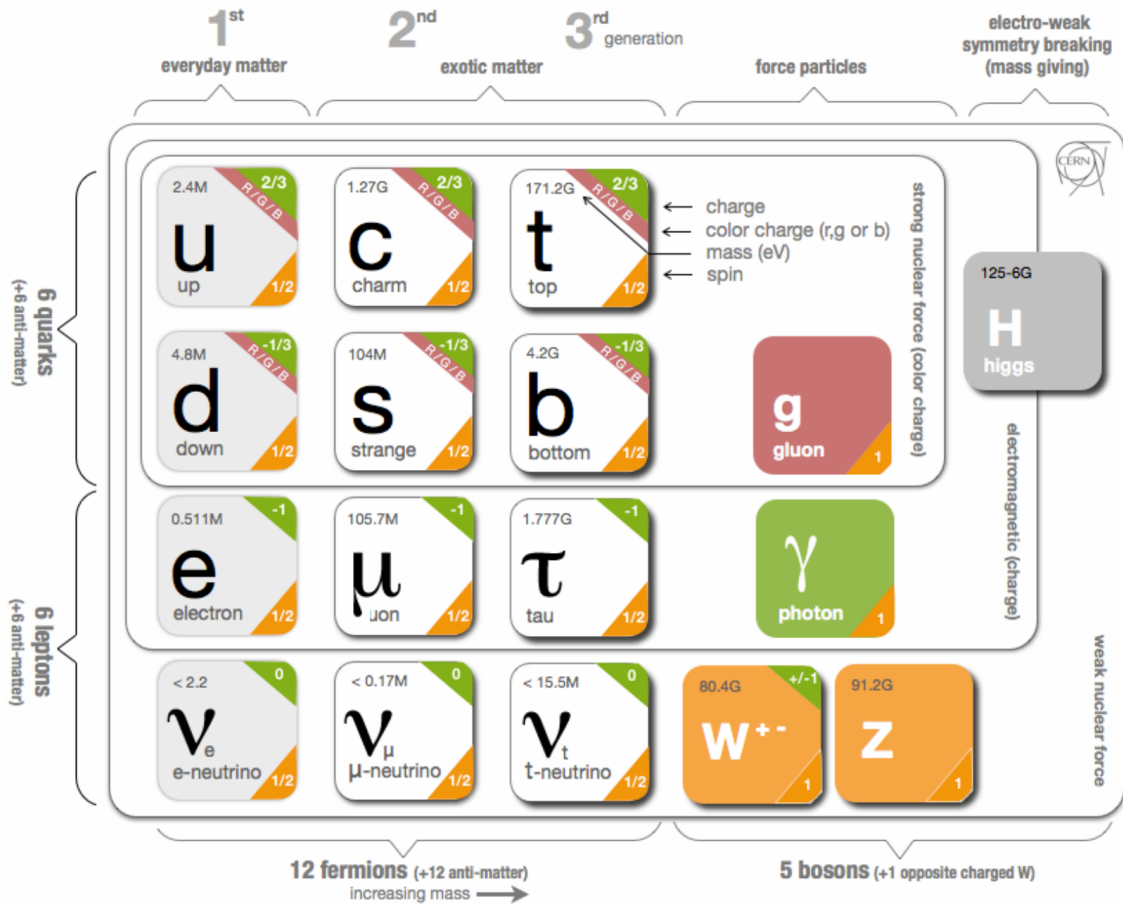 1st
2nd
3rd generation
everyday matter
exotic matter
force particles
electro-weak
symmetry breaking
(mass giving)
CERN
6 quarks
(+6 anti-matter)
6 leptons
(+6 anti-matter)
2.4M
2/3
R/G/B
u
up
1/2
1.27G
2/3
R/G/B
c
charm
1/2
171.2G
2/3
R/G/B
t
top
1/2
charge
color charge (r,g or b)
mass (eV)
spin
strong nuclear force (color charge)
125-6G
H
higgs
4.8M
-1/3
R/G/B
d
down
1/2
104M
-1/3
R/G/B
s
strange
1/2
4.2G
-1/3
R/G/B
b
bottom
1/2
g
gluon
1
electromagnetic (charge)
0.511M
-1
e
electron
1/2
105.7M
-1
μ
uon
1/2
1.777G
-1
τ
tau
1/2
γ
photon
1
weak nuclear force
< 2.2
0
νe
e-neutrino
1/2
< 0.17M
0
νμ
μ-neutrino
1/2
< 15.5M
0
νt
t-neutrino
1/2
80.4G
+/-1
W+-
1
91.2G
Z
1
12 fermions (+12 anti-matter)
increasing mass
5 bosons (+1 opposite charged W)